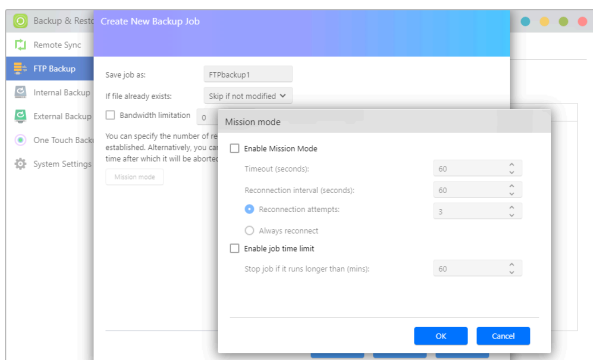 Backup & Resto
Create New Backup Job
Remote Sync
FTP Backup
Internal Backup
External Backup
One Touch Back
System Settings
Save job as:
FTPbackup1
If file already exists:
Skip if not modified
Bandwidth limitation
0
You can specify the number of re
established. Alternatively, you ca
time after which it will be aborte
Mission mode
Mission mode
Enable Mission Mode
Timeout (seconds):
60
Reconnection interval (seconds):
60
Reconnection attempts:
3
Always reconnect
Enable job time limit
Stop job if it runs longer than (mins):
60
OK
Cancel